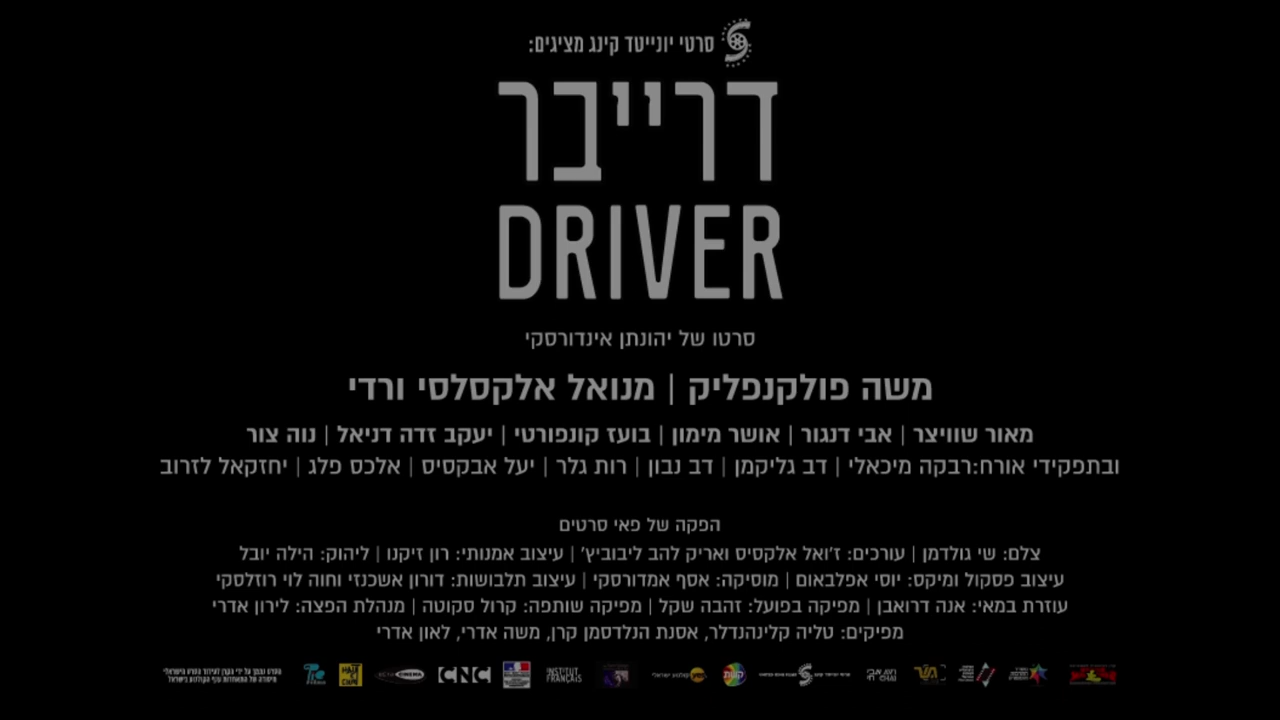 סרטי יונייטד קינג מציגים:
דרייבר
DRIVER
סרטו של יהונתן אינדורסקי
משה פולקנפליק | מנואל אלקסלסי ורדי
מאור שוויצר | אבי דנגור | אושר מימון | בועז קונפורטי | יעקב זדה דניאל | נוה צור
ובתפקידי אורח:רבקה מיכאלי | דב גליקמן | דב נבון | רות גלר | יעל אבקסיס | אלכס פלג | יחזקאל לזרוב
הפקה של פאי סרטים
צלם: שי גולדמן | עורכים: ז'ואל אלקסיס ואריק להב ליבוביץ' | עיצוב אמנותי: רון זיקנו | ליהוק: הילה יובל
עיצוב פסקול ומיקס: יוסי אפלבאום | מוסיקה: אסף אמדורסקי | עיצוב תלבושות: דורון אשכנזי וחוה לוי רוזלסקי
עוזרת במאי: אנה דרואבן | מפיקה בפועל: זהבה שקל | מפיקה שותפה: קרול סקוטה | מנהלת הפצה: לירון אדרי
מפיקים: טליה קלינהנדלר, אסנת הנדלסמן קרן, משה אדרי, לאון אדרי
CNC
INSTITUT FRANÇAIS
קשת